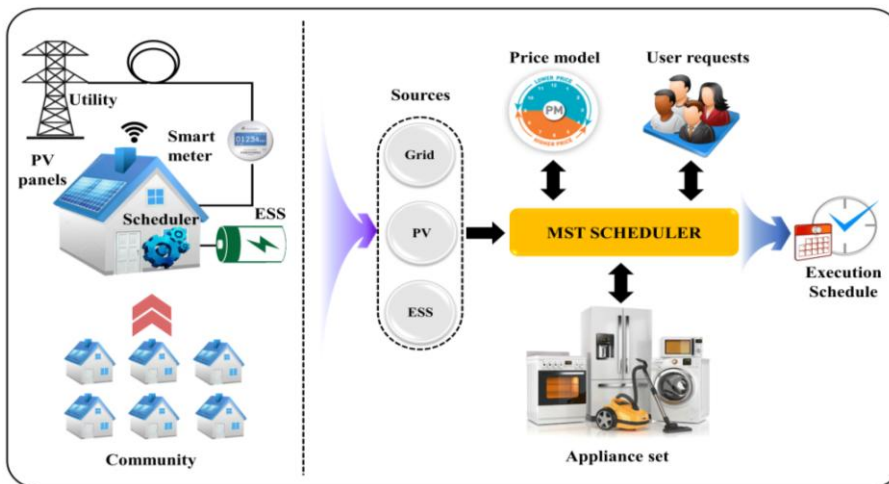 Utility
PV
panels
Smart
meter
Scheduler
ESS
Community
Sources
Grid
PV
ESS
Price model
LOWER PRICE
PM
HIGHER PRICE
User requests
MST SCHEDULER
Execution
Schedule
Appliance set